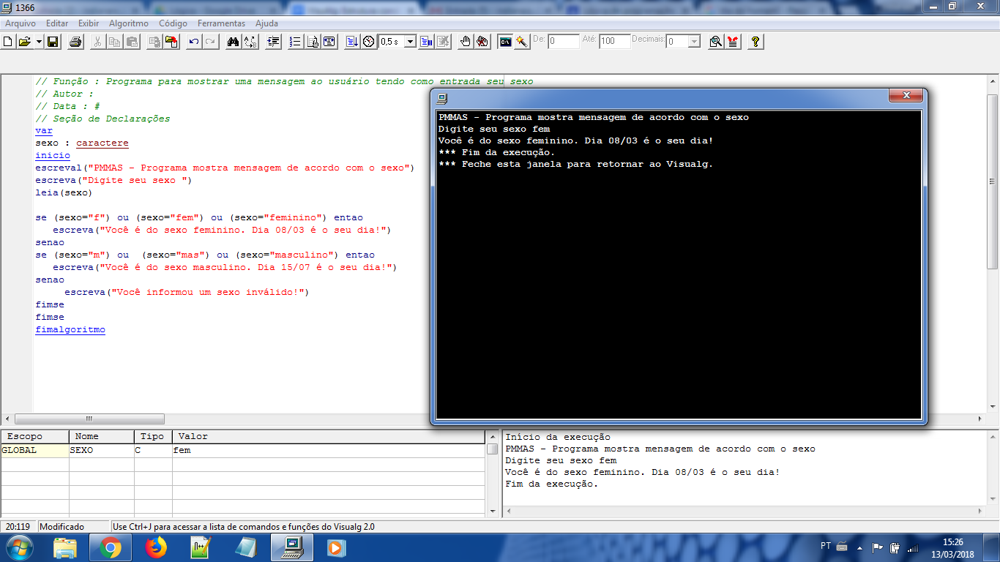 1366
Arquivo Editar Exibir Algoritmo Código Ferramentas Ajuda
0,5 s De: 0 Até: 100 Decimais: 0
// Função : Programa para mostrar uma mensagem ao usuário tendo como entrada seu sexo
// Autor :
// Data : #
// Seção de Declarações
var
sexo : caractere
inicio
escreval("PMMAS - Programa mostra mensagem de acordo com o sexo")
escreva("Digite seu sexo ")
leia(sexo)
se (sexo="f") ou (sexo="fem") ou (sexo="feminino") entao
escreva("Você é do sexo feminino. Dia 08/03 é o seu dia!")
senao
se (sexo="m") ou  (sexo="mas") ou (sexo="masculino") entao
escreva("Você é do sexo masculino. Dia 15/07 é o seu dia!")
senao
escreva("Você informou um sexo inválido!")
fimse
fimse
fimalgoritmo
PMMAS - Programa mostra mensagem de acordo com o sexo
Digite seu sexo fem
Você é do sexo feminino. Dia 08/03 é o seu dia!
*** Fim da execução.
*** Feche esta janela para retornar ao Visualg.
Escopo Nome Tipo Valor
GLOBAL SEXO C fem
Início da execução
PMMAS - Programa mostra mensagem de acordo com o sexo
Digite seu sexo fem
Você é do sexo feminino. Dia 08/03 é o seu dia!
Fim da execução.
20:119 Modificado Use Ctrl+J para acessar a lista de comandos e funções do Visualg 2.0
PT 15:26
13/03/2018